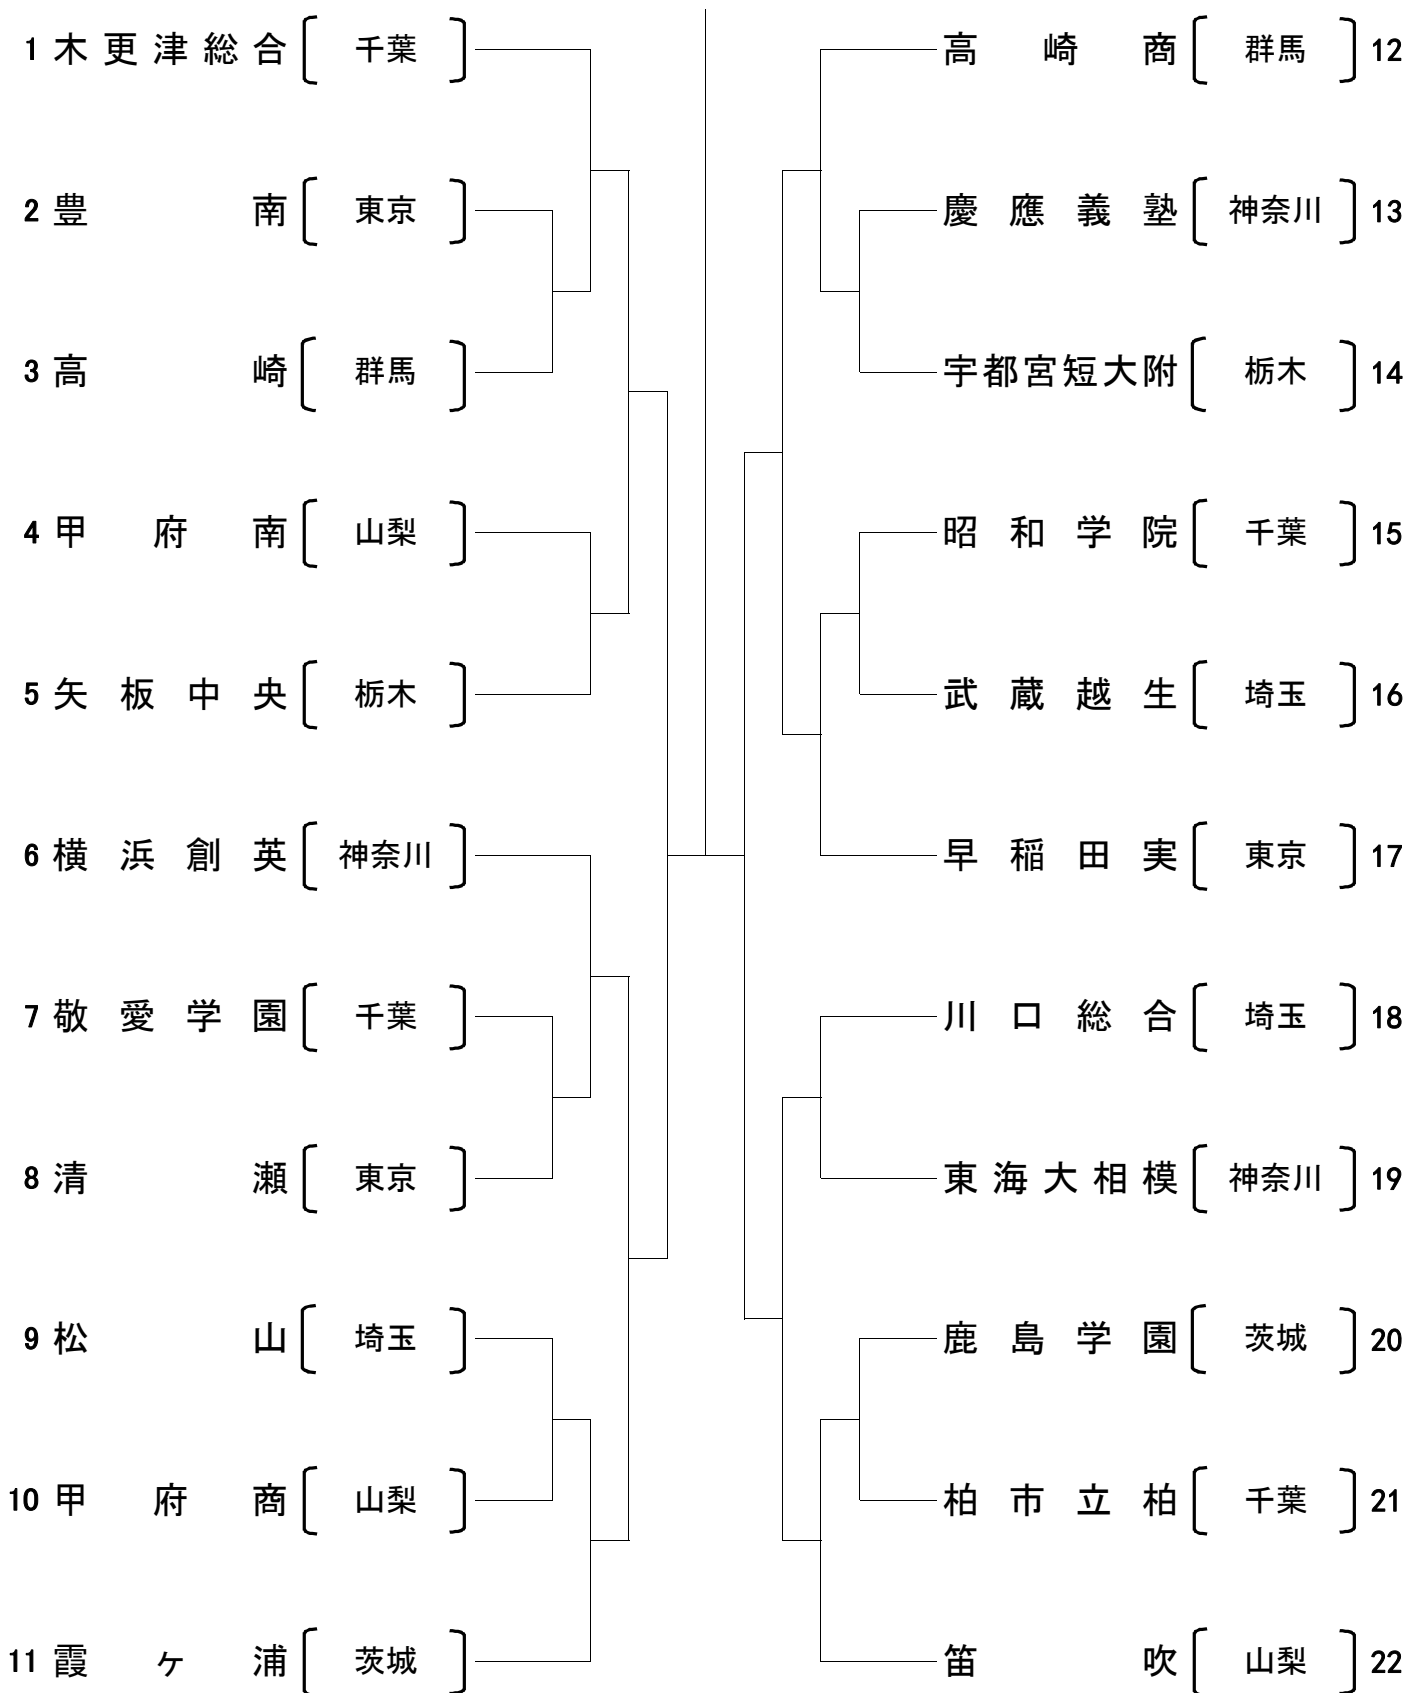 1 木更津総合 〔 千葉 〕
2 豊南 〔 東京 〕
3 高崎 〔 群馬 〕
4 甲府南 〔 山梨 〕
5 矢板中央 〔 栃木 〕
6 横浜創英 〔 神奈川 〕
7 敬愛学園 〔 千葉 〕
8 清瀬 〔 東京 〕
9 松山 〔 埼玉 〕
10 甲府商 〔 山梨 〕
11 霞ヶ浦 〔 茨城 〕
高崎商 〔 群馬 〕 12
慶應義塾 〔 神奈川 〕 13
宇都宮短大附 〔 栃木 〕 14
昭和学院 〔 千葉 〕 15
武蔵越生 〔 埼玉 〕 16
早稲田実 〔 東京 〕 17
川口総合 〔 埼玉 〕 18
東海大相模 〔 神奈川 〕 19
鹿島学園 〔 茨城 〕 20
柏市立柏 〔 千葉 〕 21
笛吹 〔 山梨 〕 22